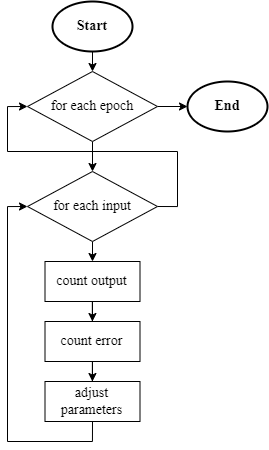 Start
for each epoch
End
for each input
count output
count error
adjust
parameters